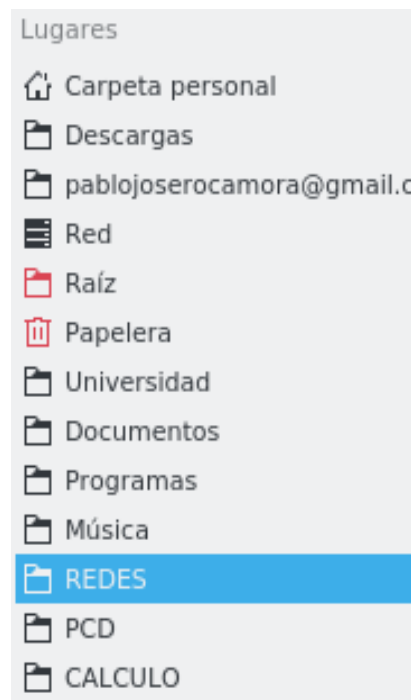 Lugares
Carpeta personal
Descargas
pablojoserocamora@gmail.c
Red
Raíz
Papelera
Universidad
Documentos
Programas
Música
REDES
PCD
CALCULO